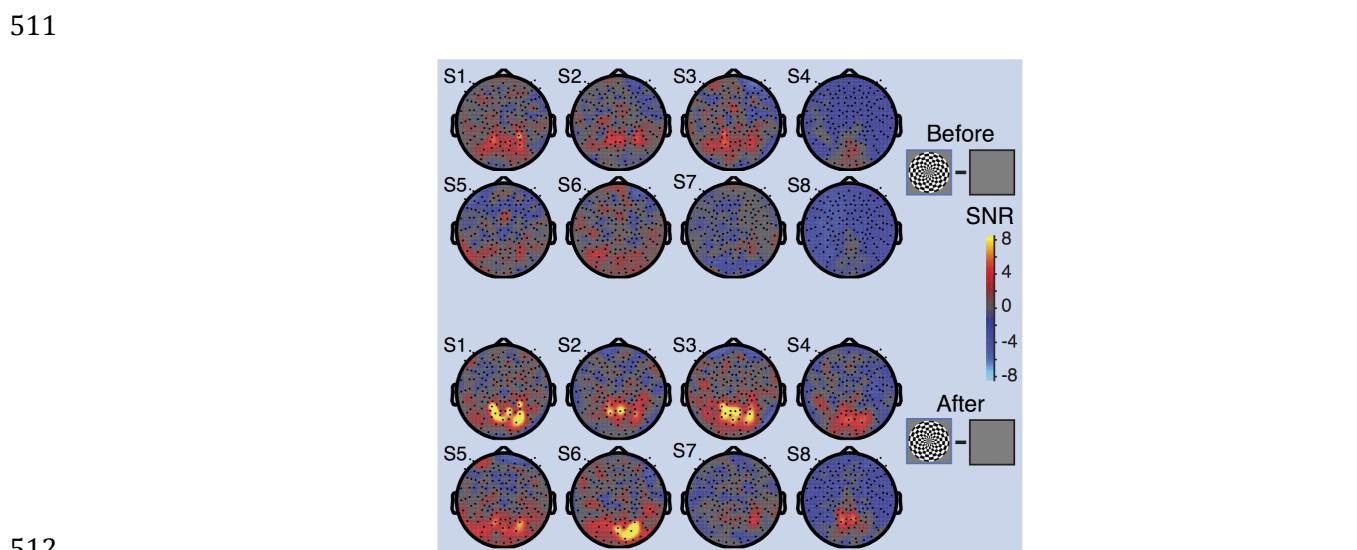 511
S1 S2 S3 S4
Before
S5 S6 S7 S8
SNR
8
4
0
-4
-8
S1 S2 S3 S4
After
S5 S6 S7 S8
512